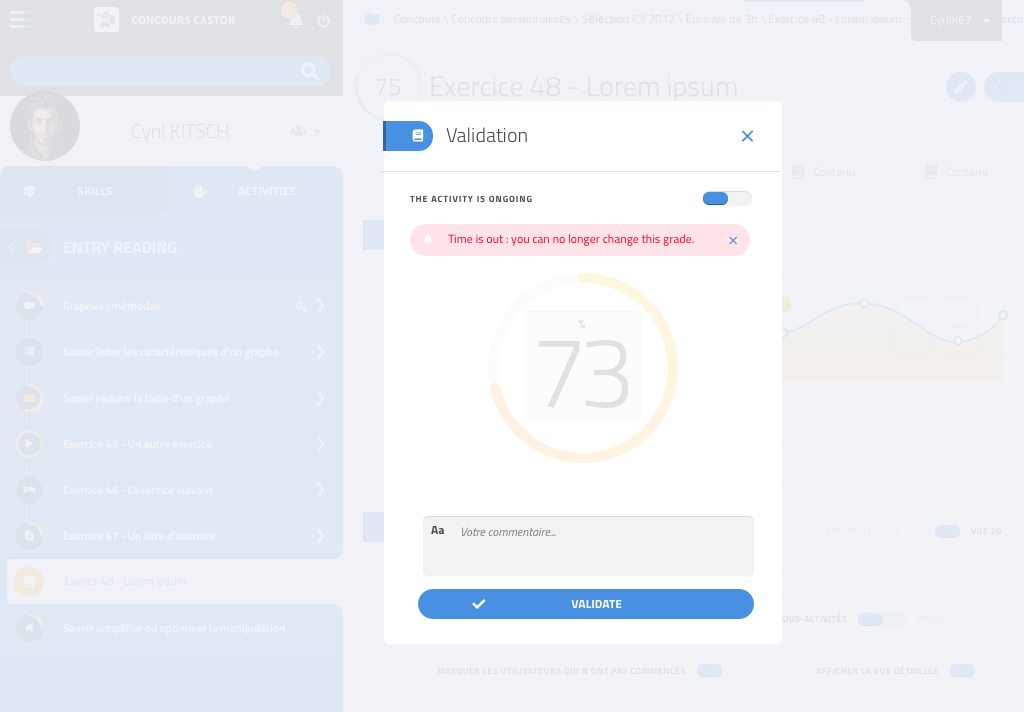 CONCOURS CASTOR
Concours \ Concours personnalisés \ Sélection IOI 2012 \ Epreuve de 3h \ Exercice 48 - Lorem ipsum
CyrilK67
75
Exercice 48 - Lorem ipsum
Cyril KITSCH
Validation
SKILLS
ACTIVITIES
Contenu
Contenu
THE ACTIVITY IS ONGOING
Time is out : you can no longer change this grade.
ENTRY READING
Graphes : méthodes
Savoir lister les caractéristiques d'un graphe
Savoir réduire la taille d'un graphe
Exercice 49 - Un autre exercice
Exercice 46 - L'exercice suivant
Exercice 47 - Un titre d'exercice
Exerice 48 - Lorem ipsum
Savoir simplifier ou optimiser la manipulation
%
73
Aa
Votre commentaire...
VALIDATE
VUE 2D
OUS-ACTIVITÉS
MASQUER LES UTILISATEURS QUI N'ONT PAS COMMENCÉS
AFFICHER LA VUE DÉTAILLÉE